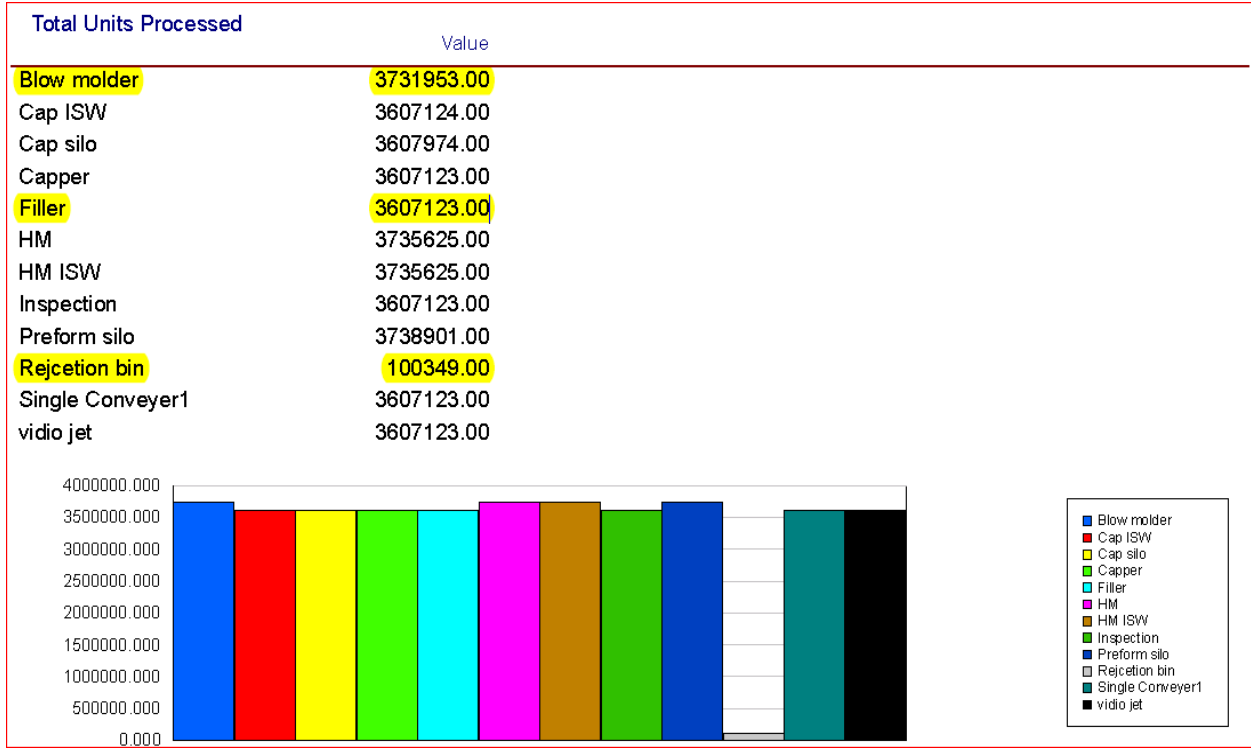 Total Units Processed
Value
Blow molder 3731953.00
Cap ISW 3607124.00
Cap silo 3607974.00
Capper 3607123.00
Filler 3607123.00
HM 3735625.00
HM ISW 3735625.00
Inspection 3607123.00
Preform silo 3738901.00
Rejcetion bin 100349.00
Single Conveyer1 3607123.00
vidio jet 3607123.00
4000000.000
3500000.000
3000000.000
2500000.000
2000000.000
1500000.000
1000000.000
500000.000
0.000
Blow molder
Cap ISW
Cap silo
Capper
Filler
HM
HM ISW
Inspection
Preform silo
Rejcetion bin
Single Conveyer1
vidio jet